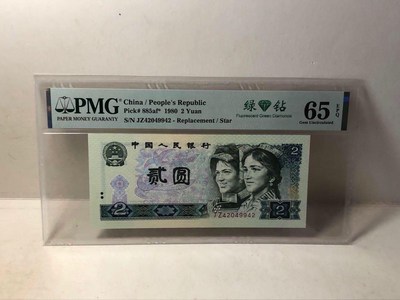 PMG
PAPER MONEY GUARANTY
China / People's Republic
Pick# 885af* 1980 2 Yuan
S/N JZ42049942 - Replacement / Star
绿 钻
Fluorescent Green Diamond
65 EPQ
Gem Uncirculated
中国人民银行
贰圆
2
2
JZ42049942